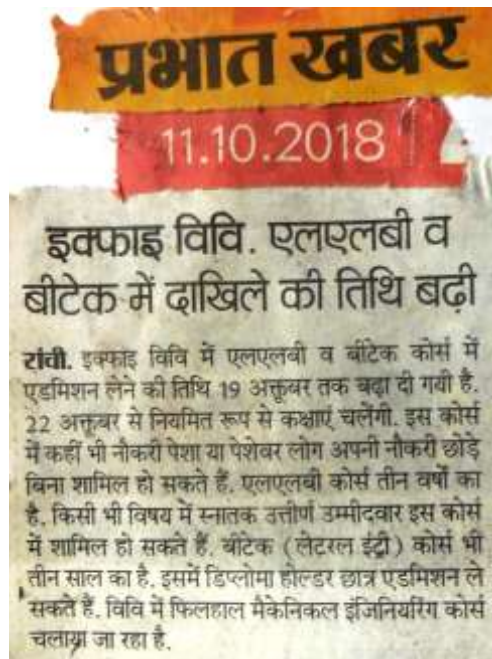 प्रभात खबर
11.10.2018
इक्फाइ विवि. एलएलबी व
बीटेक में दाखिले की तिथि बढ़ी
रांची. इक्फाइ विवि में एलएलबी व बीटेक कोर्स में
एडमिशन लेने की तिथि 19 अक्तूबर तक बढ़ा दी गयी है.
22 अक्तूबर से नियमित रूप से कक्षाएं चलेंगी. इस कोर्स
में कहीं भी नौकरी पेशा या पेशेवर लोग अपनी नौकरी छोड़े
बिना शामिल हो सकते हैं. एलएलबी कोर्स तीन वर्षों का
है. किसी भी विषय में स्नातक उत्तीर्ण उम्मीदवार इस कोर्स
में शामिल हो सकते हैं. बीटेक (लेटरल इंट्री) कोर्स भी
तीन साल का है. इसमें डिप्लोमा होल्डर छात्र एडमिशन ले
सकते हैं. विवि में फिलहाल मैकेनिकल इंजिनियरिंग कोर्स
चलाया जा रहा है.